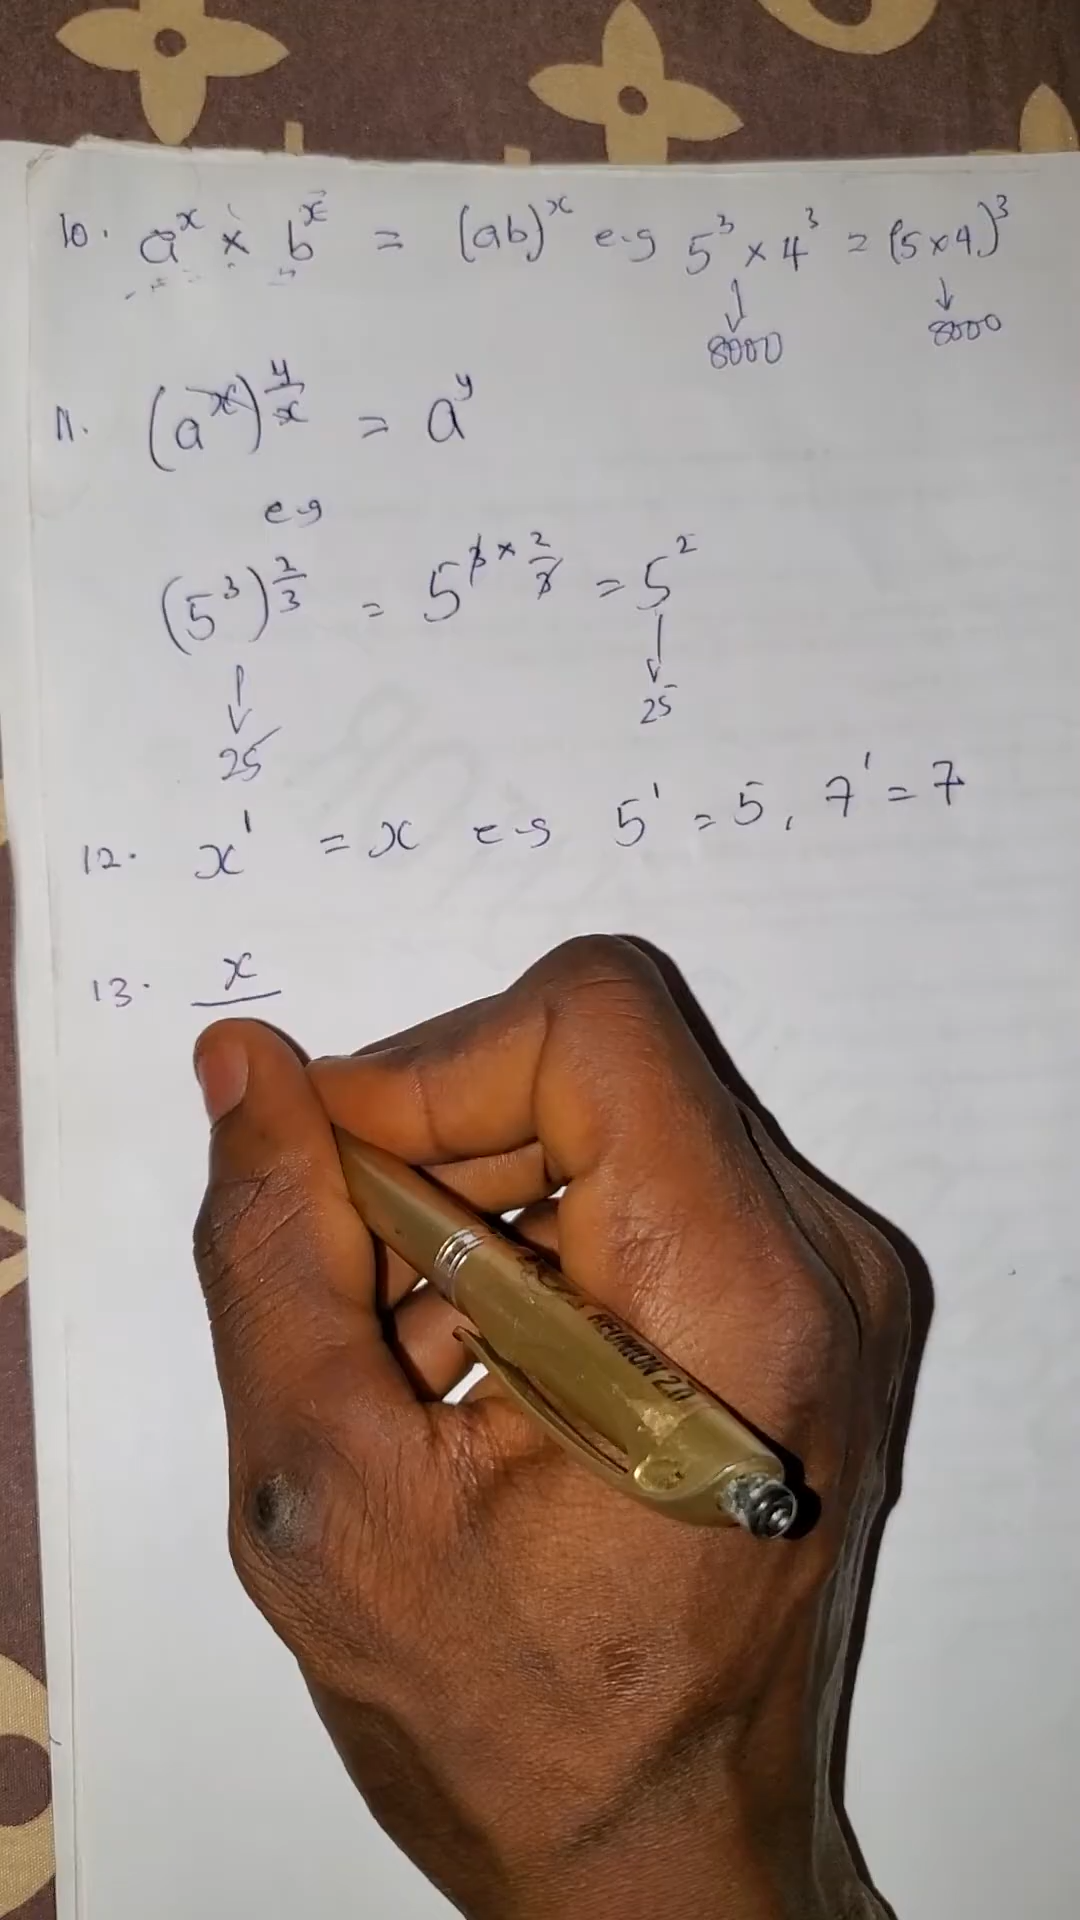 10. a^x × b^x = (ab)^x e.g 5^3 × 4^3 = (5×4)^3
↓ ↓
8000 8000
11. (a^x)^(y/x) = a^y
e.g
(5^3)^(2/3) = 5^(3 × 2/3) = 5^2
↓ ↓
25 25
12. x^1 = x e.g 5^1 = 5, 7^1 = 7
13. x
REUNION 2.0